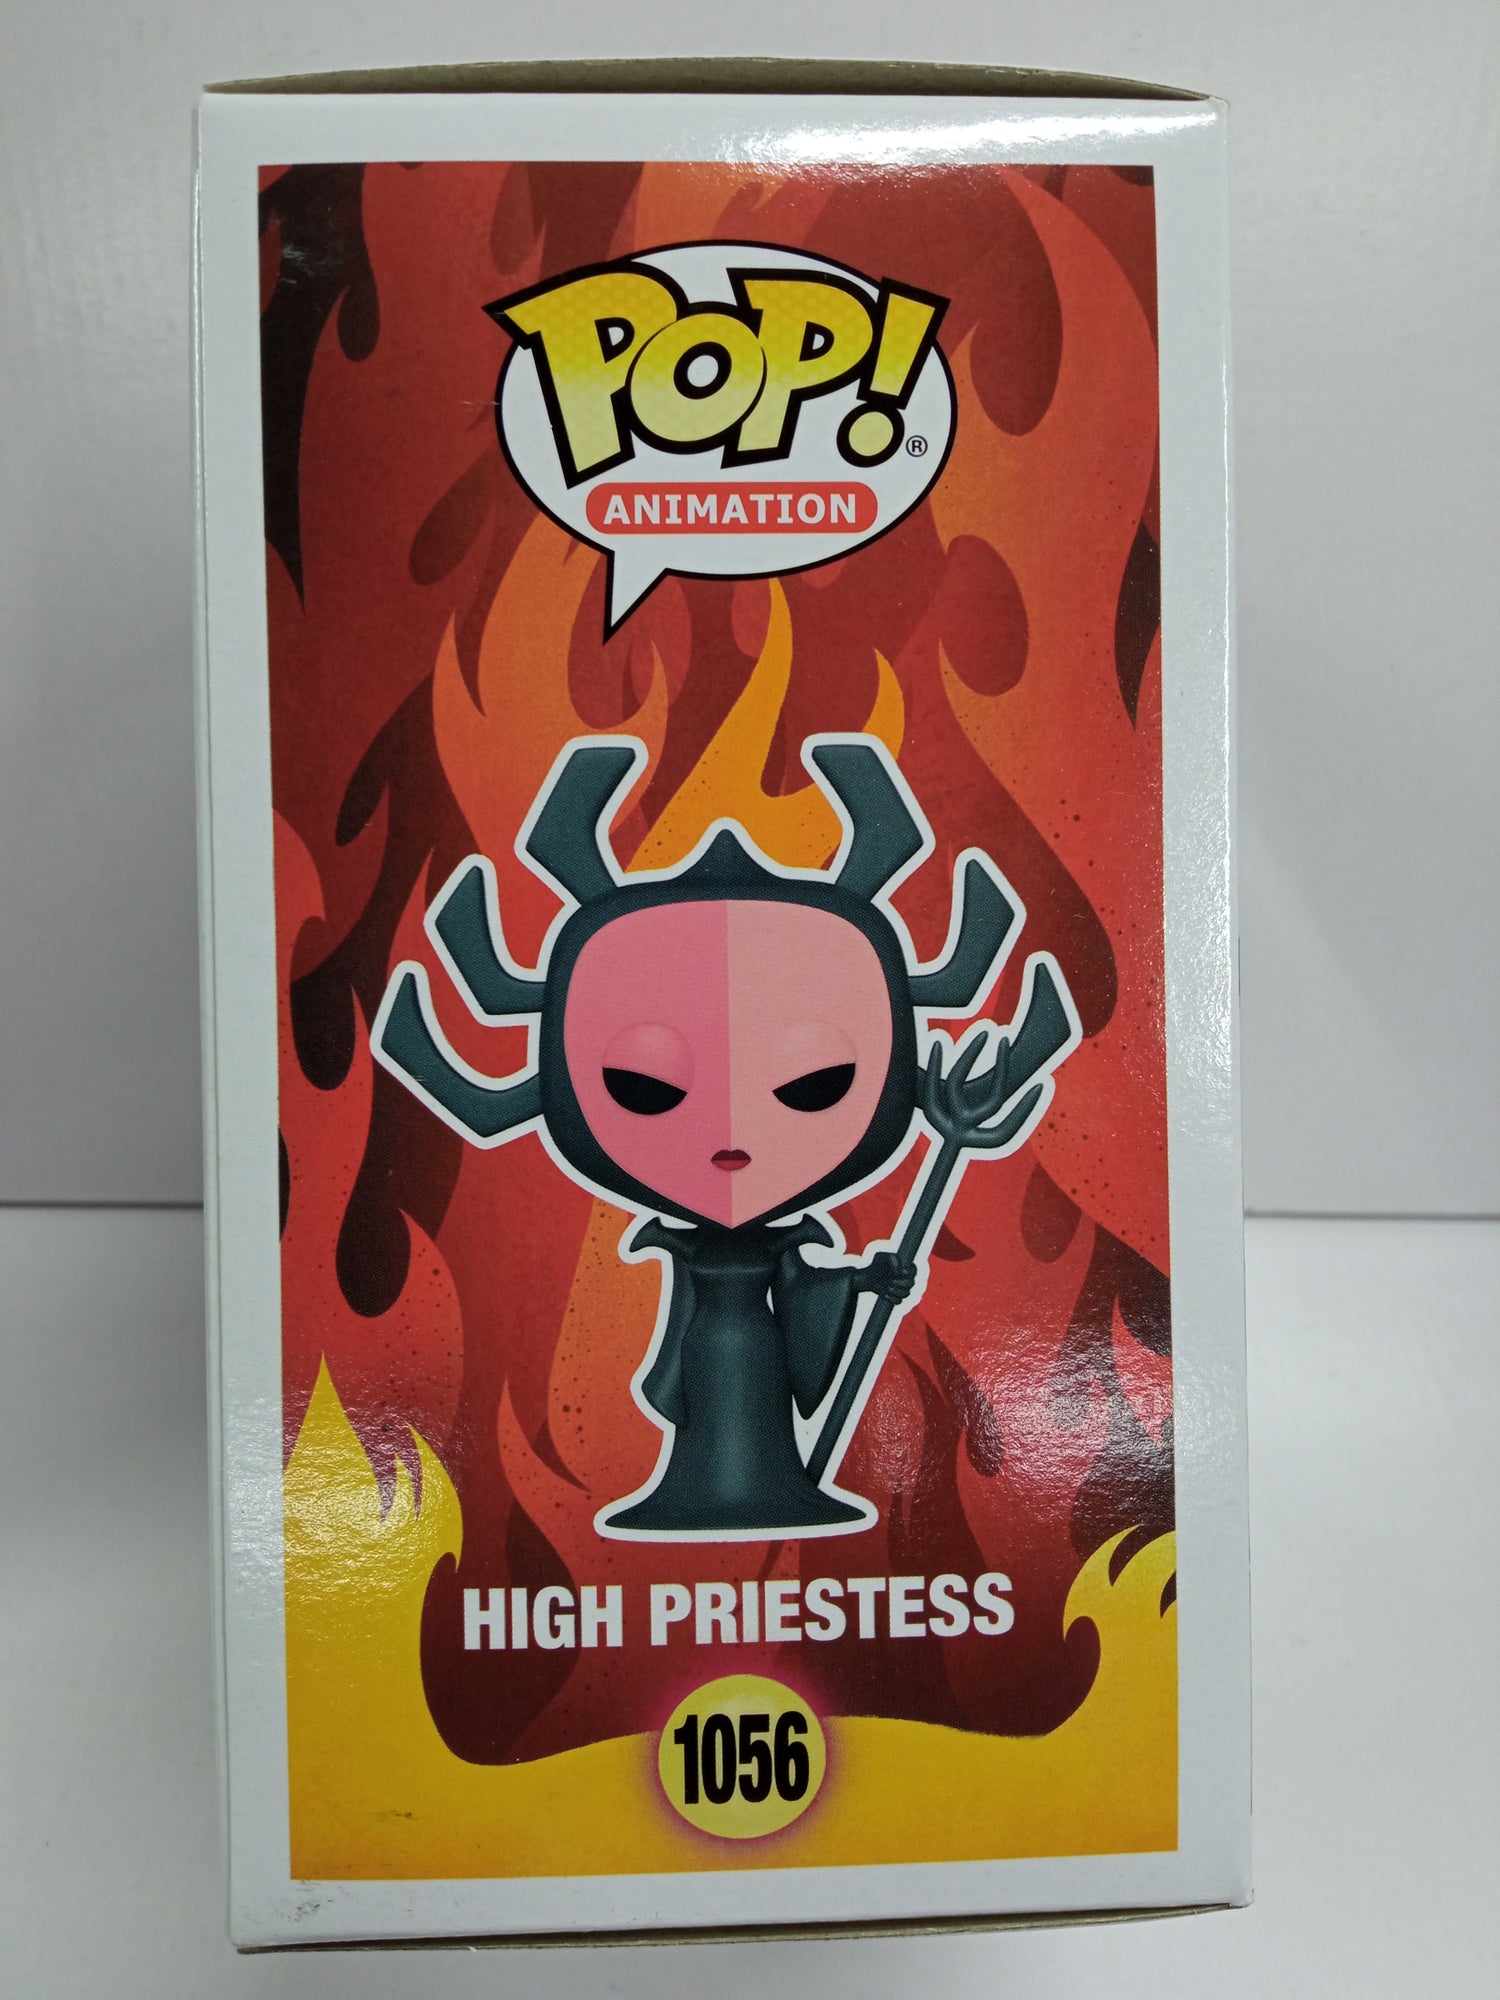 POP!®
ANIMATION
HIGH PRIESTESS
1056